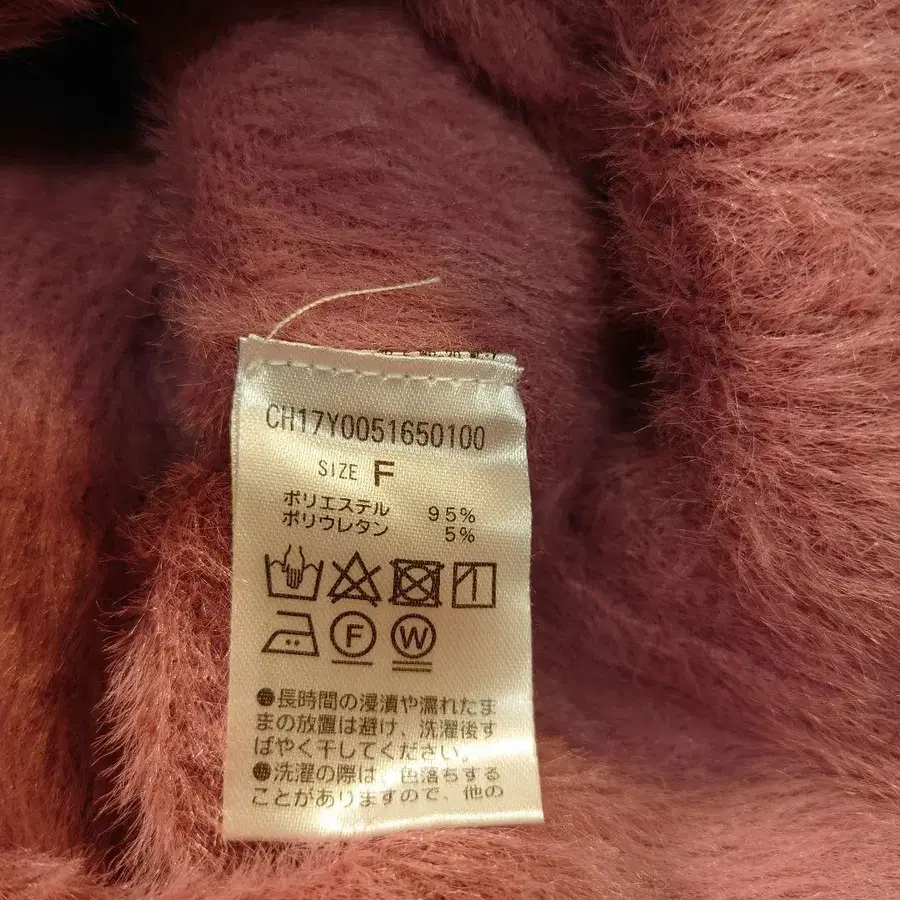 CH17Y0051650100
SIZE F
ポリエステル 95%
ポリウレタン 5%
F W
●長時間の浸漬や濡れたま
まの放置は避け、洗濯後す
ばやく干してください。
●洗濯の際は、色落ちする
ことがありますので、他の